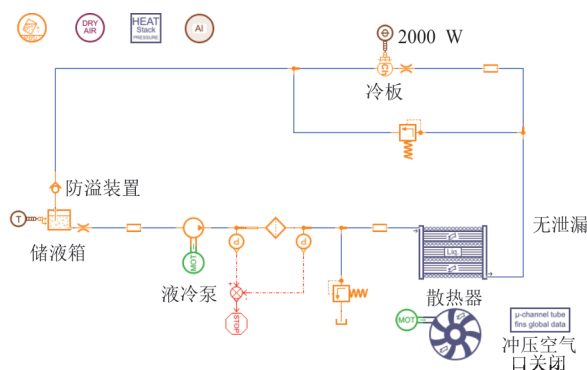 DRY
AIR
HEAT
Stack
PRESSURE
Al
2000 W
冷板
防溢装置
T
储液箱
MOT
液冷泵
P
P
STOP
无泄漏
Liq.
散热器
MOT
μ-channel tube
fins global data
冲压空气
口关闭